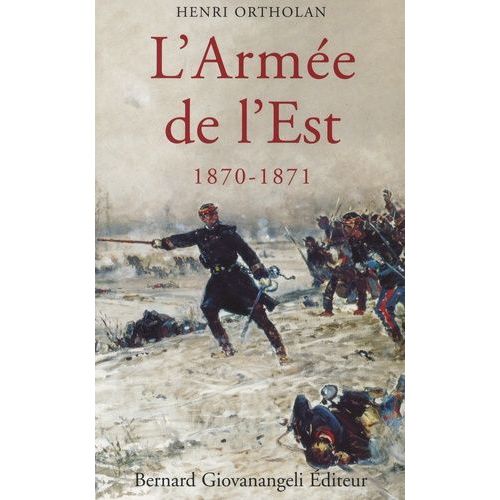 HENRI ORTHOLAN
L'Armée
de l'Est
1870-1871
Bernard Giovanangeli Éditeur